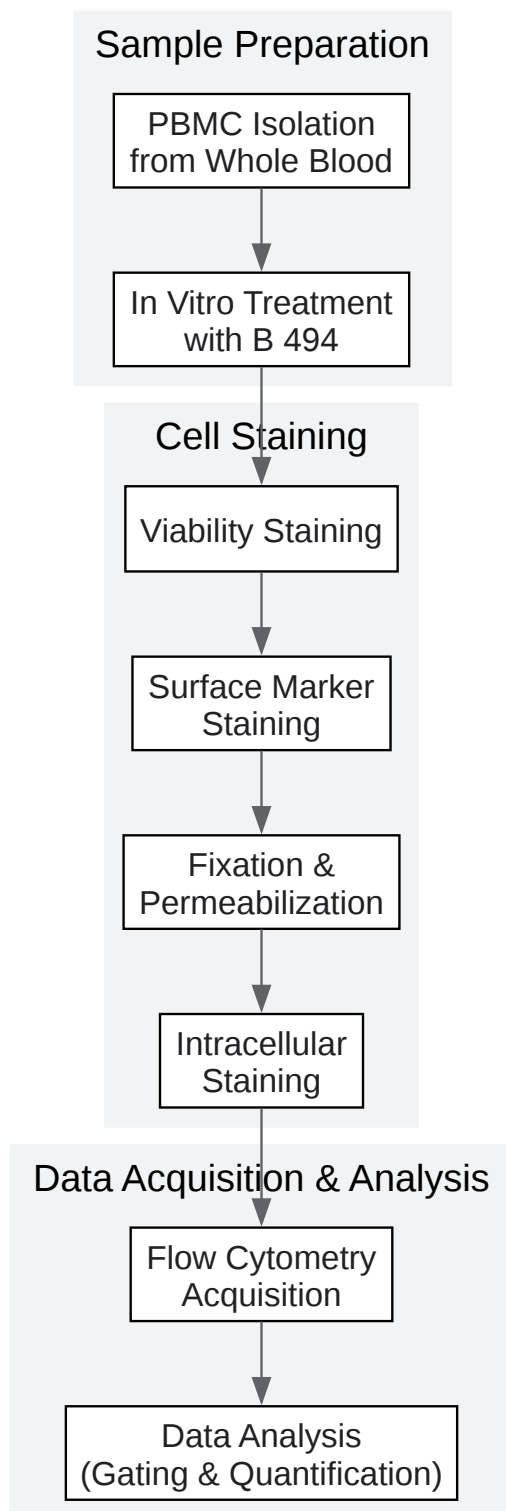 Sample Preparation
PBMC Isolation
from Whole Blood
In Vitro Treatment
with B 494
Cell Staining
Viability Staining
Surface Marker
Staining
Fixation &
Permeabilization
Intracellular
Staining
Data Acquisition & Analysis
Flow Cytometry
Acquisition
Data Analysis
(Gating & Quantification)